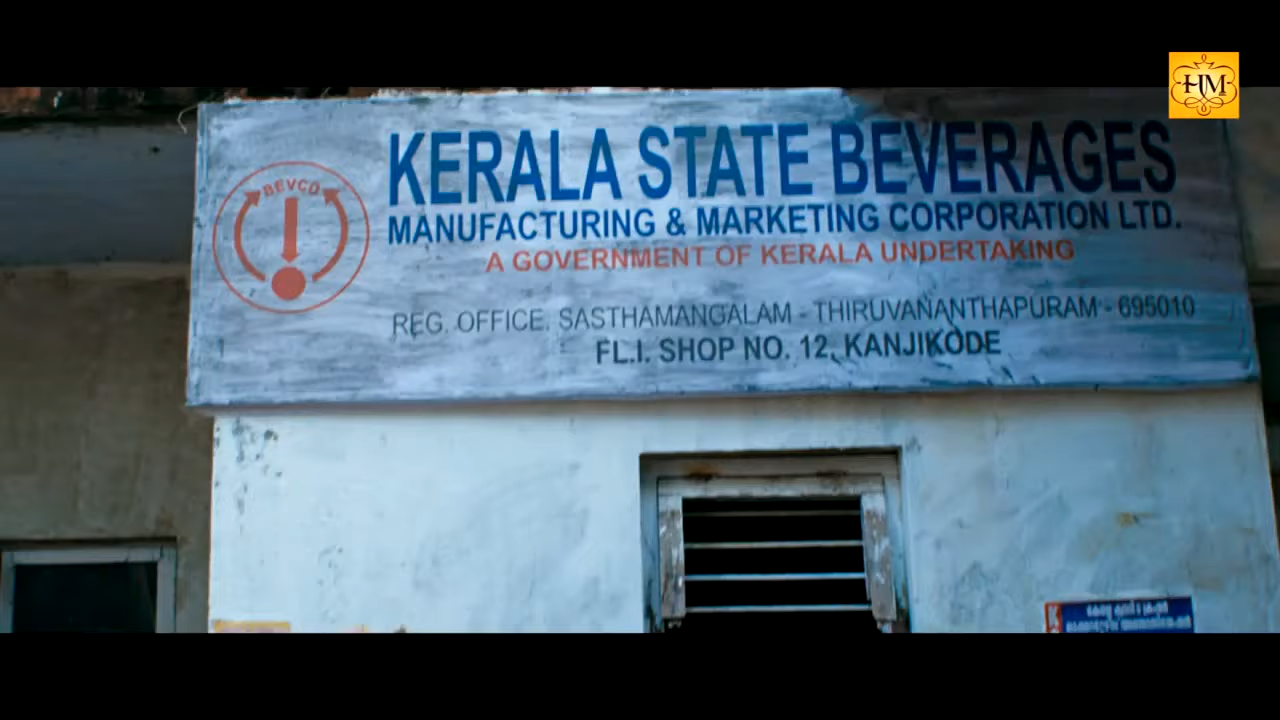 HM
BEVCO
KERALA STATE BEVERAGES
MANUFACTURING & MARKETING CORPORATION LTD.
A GOVERNMENT OF KERALA UNDERTAKING
REG. OFFICE. SASTHAMANGALAM - THIRUVANANTHAPURAM - 695010
FL.I. SHOP NO. 12, KANJIKODE